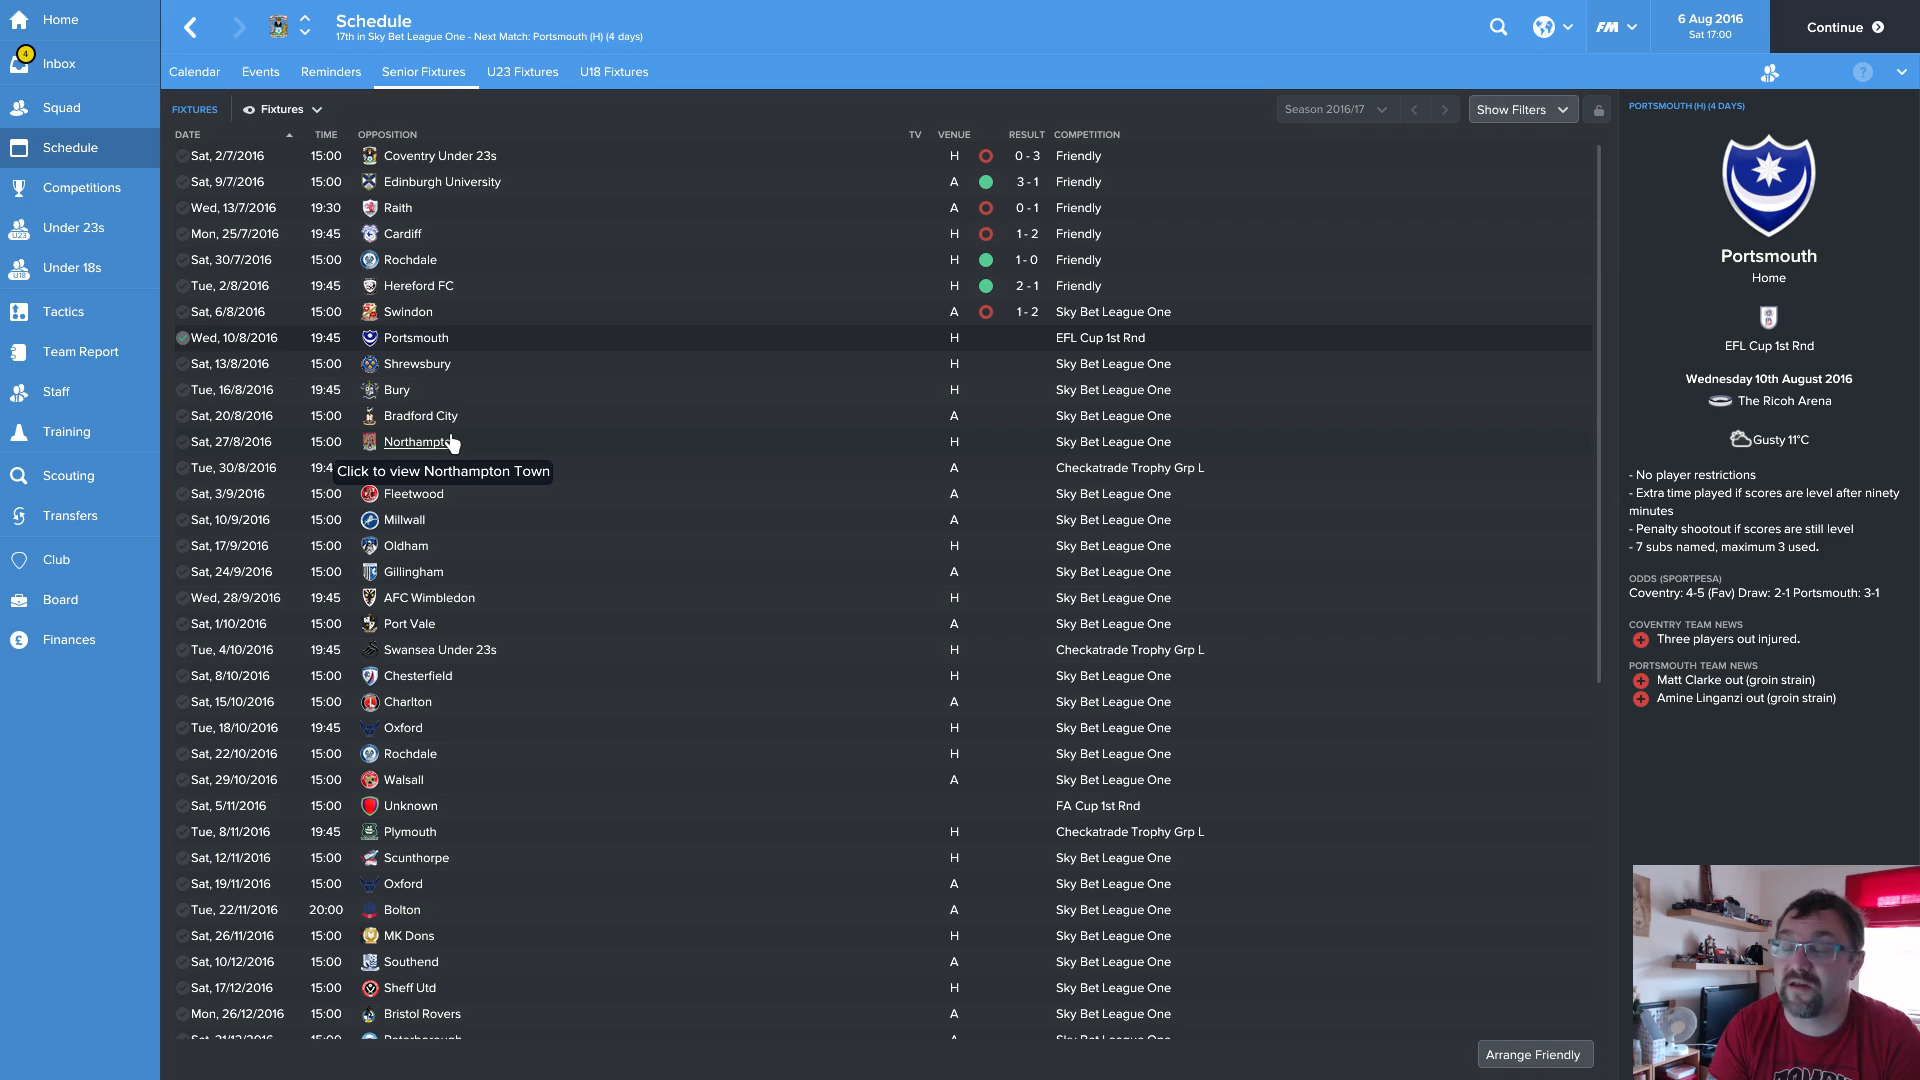 Home
4
Inbox
Squad
Schedule
Competitions
Under 23s
U23
Under 18s
U18
Tactics
Team Report
Staff
Training
Scouting
Transfers
Club
Board
Finances
Schedule
17th in Sky Bet League One - Next Match: Portsmouth (H) (4 days)
FM
6 Aug 2016
Sat 17:00
Continue
Calendar Events Reminders Senior Fixtures U23 Fixtures U18 Fixtures
?
FIXTURES Fixtures Season 2016/17 Show Filters
DATE TIME OPPOSITION TV VENUE RESULT COMPETITION
Sat, 2/7/2016 15:00 Coventry Under 23s H 0 - 3 Friendly
Sat, 9/7/2016 15:00 Edinburgh University A 3 - 1 Friendly
Wed, 13/7/2016 19:30 Raith A 0 - 1 Friendly
Mon, 25/7/2016 19:45 Cardiff H 1 - 2 Friendly
Sat, 30/7/2016 15:00 Rochdale H 1 - 0 Friendly
Tue, 2/8/2016 19:45 Hereford FC H 2 - 1 Friendly
Sat, 6/8/2016 15:00 Swindon A 1 - 2 Sky Bet League One
Wed, 10/8/2016 19:45 Portsmouth H EFL Cup 1st Rnd
Sat, 13/8/2016 15:00 Shrewsbury H Sky Bet League One
Tue, 16/8/2016 19:45 Bury H Sky Bet League One
Sat, 20/8/2016 15:00 Bradford City A Sky Bet League One
Sat, 27/8/2016 15:00 Northampt H Sky Bet League One
Tue, 30/8/2016 19:4 A Checkatrade Trophy Grp L
Click to view Northampton Town
Sat, 3/9/2016 15:00 Fleetwood A Sky Bet League One
Sat, 10/9/2016 15:00 Millwall A Sky Bet League One
Sat, 17/9/2016 15:00 Oldham H Sky Bet League One
Sat, 24/9/2016 15:00 Gillingham A Sky Bet League One
Wed, 28/9/2016 19:45 AFC Wimbledon H Sky Bet League One
Sat, 1/10/2016 15:00 Port Vale A Sky Bet League One
Tue, 4/10/2016 19:45 Swansea Under 23s H Checkatrade Trophy Grp L
Sat, 8/10/2016 15:00 Chesterfield H Sky Bet League One
Sat, 15/10/2016 15:00 Charlton A Sky Bet League One
Tue, 18/10/2016 19:45 Oxford H Sky Bet League One
Sat, 22/10/2016 15:00 Rochdale H Sky Bet League One
Sat, 29/10/2016 15:00 Walsall A Sky Bet League One
Sat, 5/11/2016 15:00 Unknown FA Cup 1st Rnd
Tue, 8/11/2016 19:45 Plymouth H Checkatrade Trophy Grp L
Sat, 12/11/2016 15:00 Scunthorpe H Sky Bet League One
Sat, 19/11/2016 15:00 Oxford A Sky Bet League One
Tue, 22/11/2016 20:00 Bolton A Sky Bet League One
Sat, 26/11/2016 15:00 MK Dons H Sky Bet League One
Sat, 10/12/2016 15:00 Southend A Sky Bet League One
Sat, 17/12/2016 15:00 Sheff Utd H Sky Bet League One
Mon, 26/12/2016 15:00 Bristol Rovers A Sky Bet League One
Sat, 31/12/2016 15:00 Peterborough A Sky Bet League One
Arrange Friendly
PORTSMOUTH (H) (4 DAYS)
Portsmouth
Home
EFL Cup 1st Rnd
Wednesday 10th August 2016
The Ricoh Arena
Gusty 11°C
- No player restrictions
- Extra time played if scores are level after ninety
minutes
- Penalty shootout if scores are still level
- 7 subs named, maximum 3 used.
ODDS (SPORTPESA)
Coventry: 4-5 (Fav) Draw: 2-1 Portsmouth: 3-1
COVENTRY TEAM NEWS
Three players out injured.
PORTSMOUTH TEAM NEWS
Matt Clarke out (groin strain)
Amine Linganzi out (groin strain)